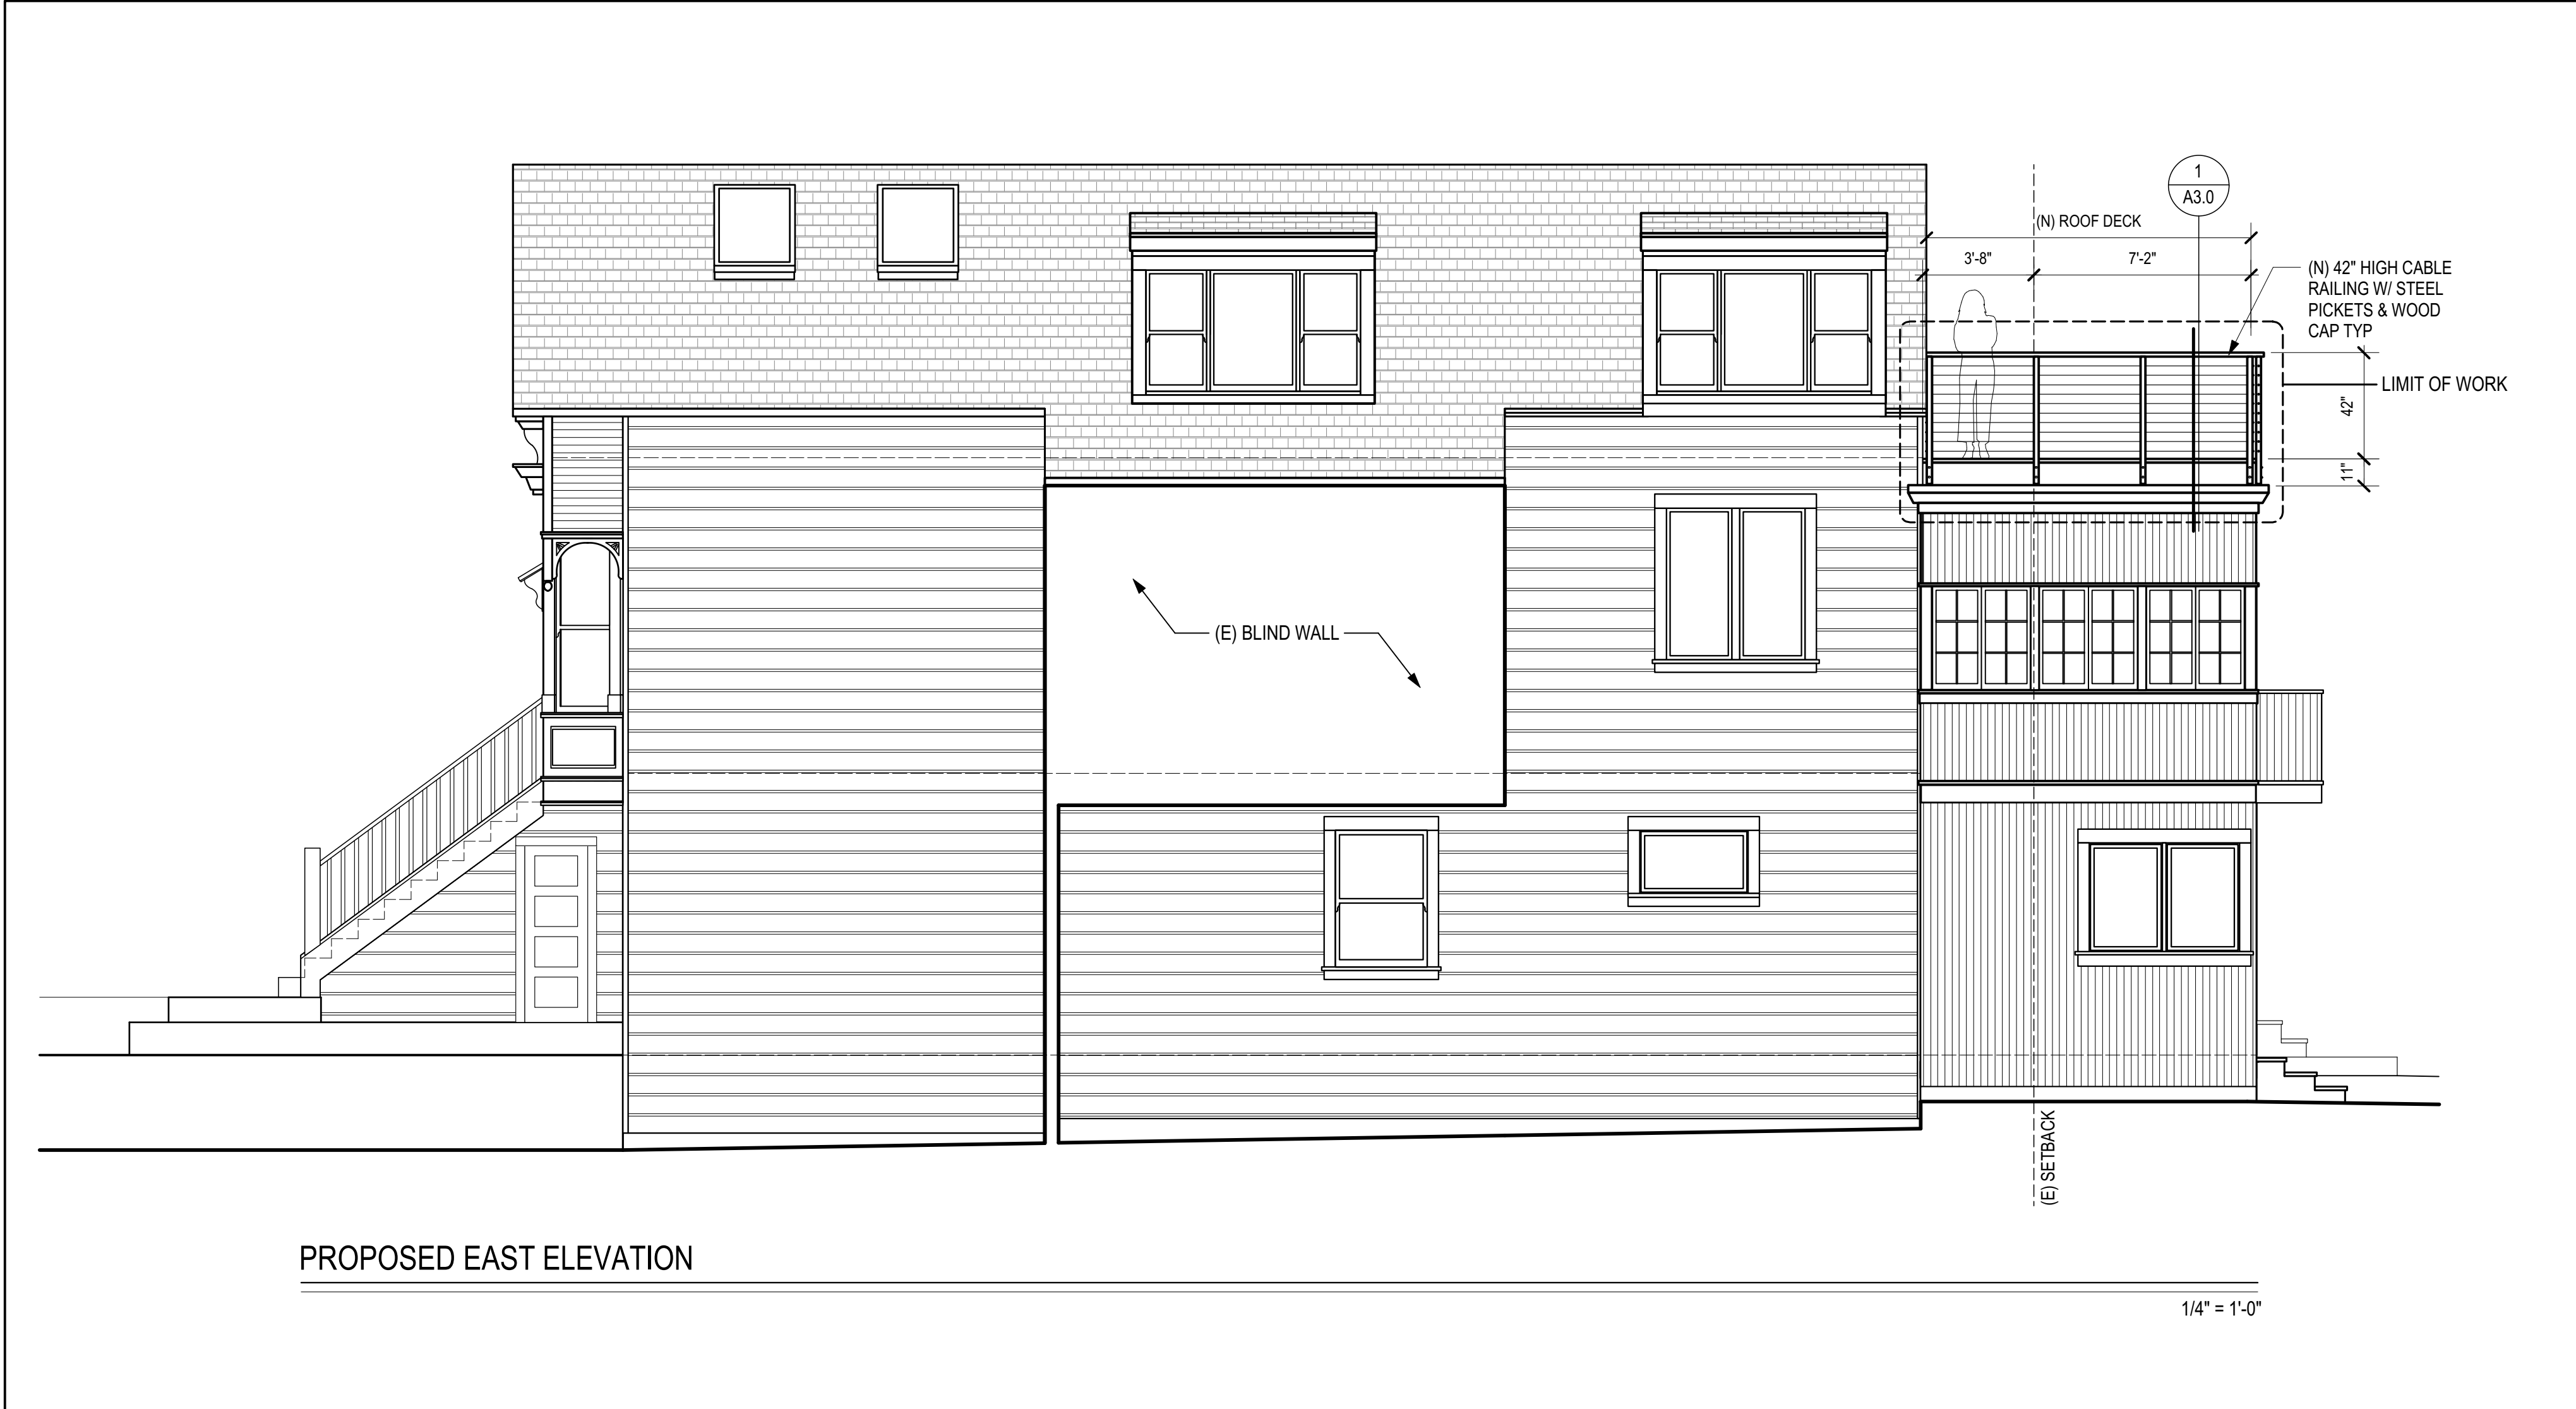 1
A3.0
(N) ROOF DECK
3'-8"
7'-2"
(N) 42" HIGH CABLE
RAILING W/ STEEL
PICKETS & WOOD
CAP TYP
LIMIT OF WORK
42"
11"
(E) BLIND WALL
(E) SETBACK
PROPOSED EAST ELEVATION
1/4" = 1'-0"